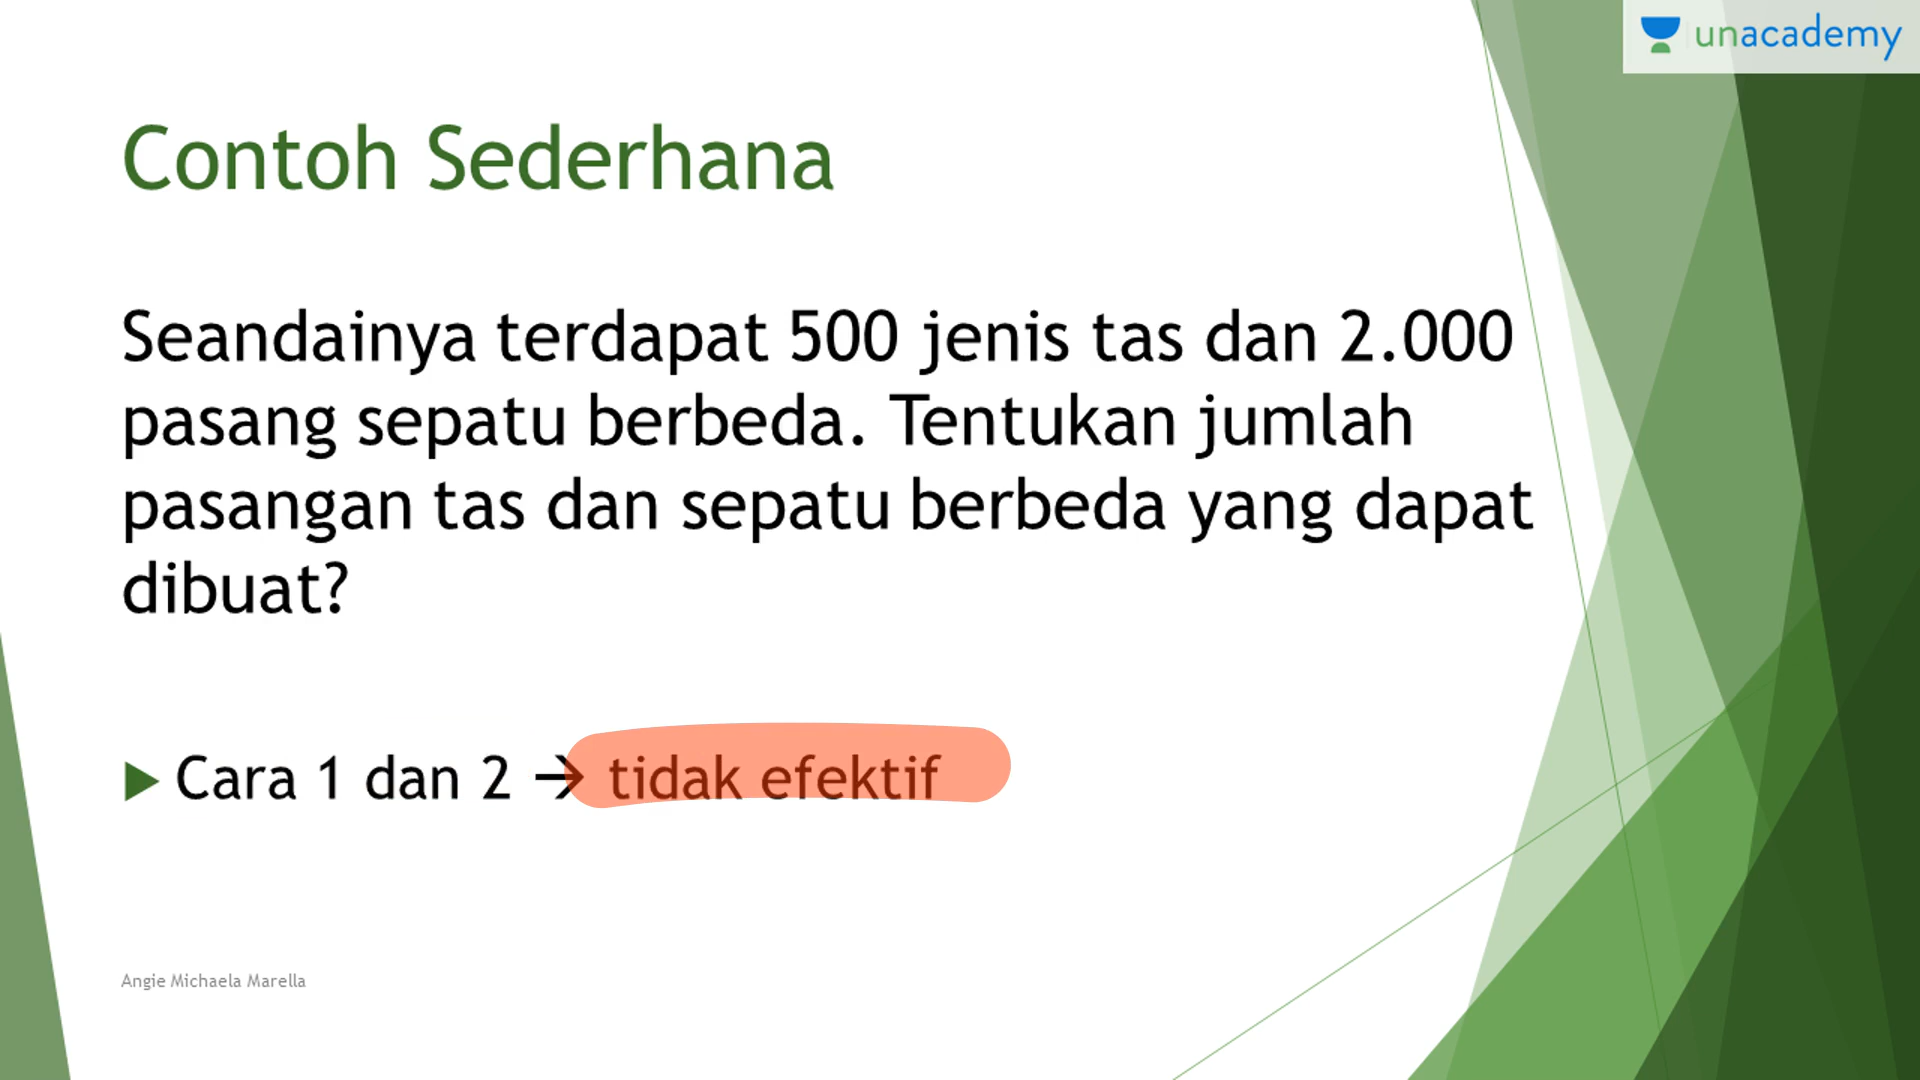 unacademy
Contoh Sederhana
Seandainya terdapat 500 jenis tas dan 2.000
pasang sepatu berbeda. Tentukan jumlah
pasangan tas dan sepatu berbeda yang dapat
dibuat?
Cara 1 dan 2 → tidak efektif
Angie Michaela Marella